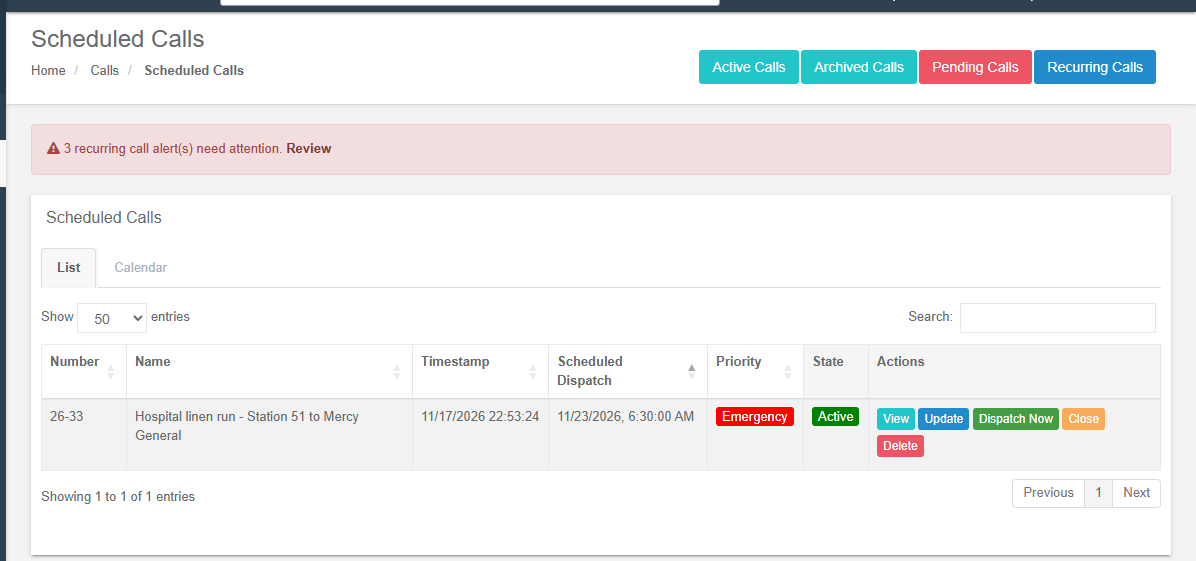 Scheduled Calls
Home / Calls / Scheduled Calls
Active Calls Archived Calls Pending Calls Recurring Calls
3 recurring call alert(s) need attention. Review
Scheduled Calls
List Calendar
Show 50 entries Search:
Number Name Timestamp Scheduled Dispatch Priority State Actions
26-33 Hospital linen run - Station 51 to Mercy General 11/17/2026 22:53:24 11/23/2026, 6:30:00 AM Emergency Active View Update Dispatch Now Close
Delete
Showing 1 to 1 of 1 entries Previous 1 Next